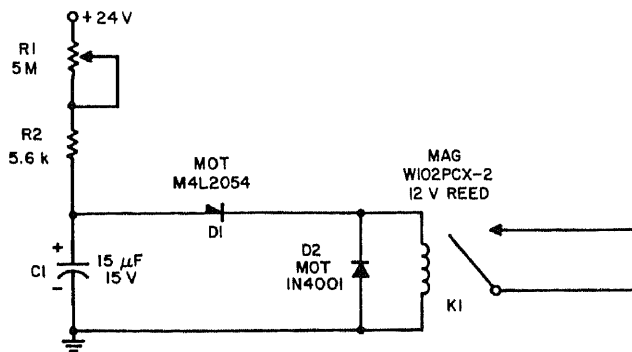 +24V
R1
5M
R2
5.6 k
MOT
M4L2054
D1
MAG
W102PCX-2
12 V REED
+
C1
-
15 μF
15V
D2
MOT
1N4001
K1